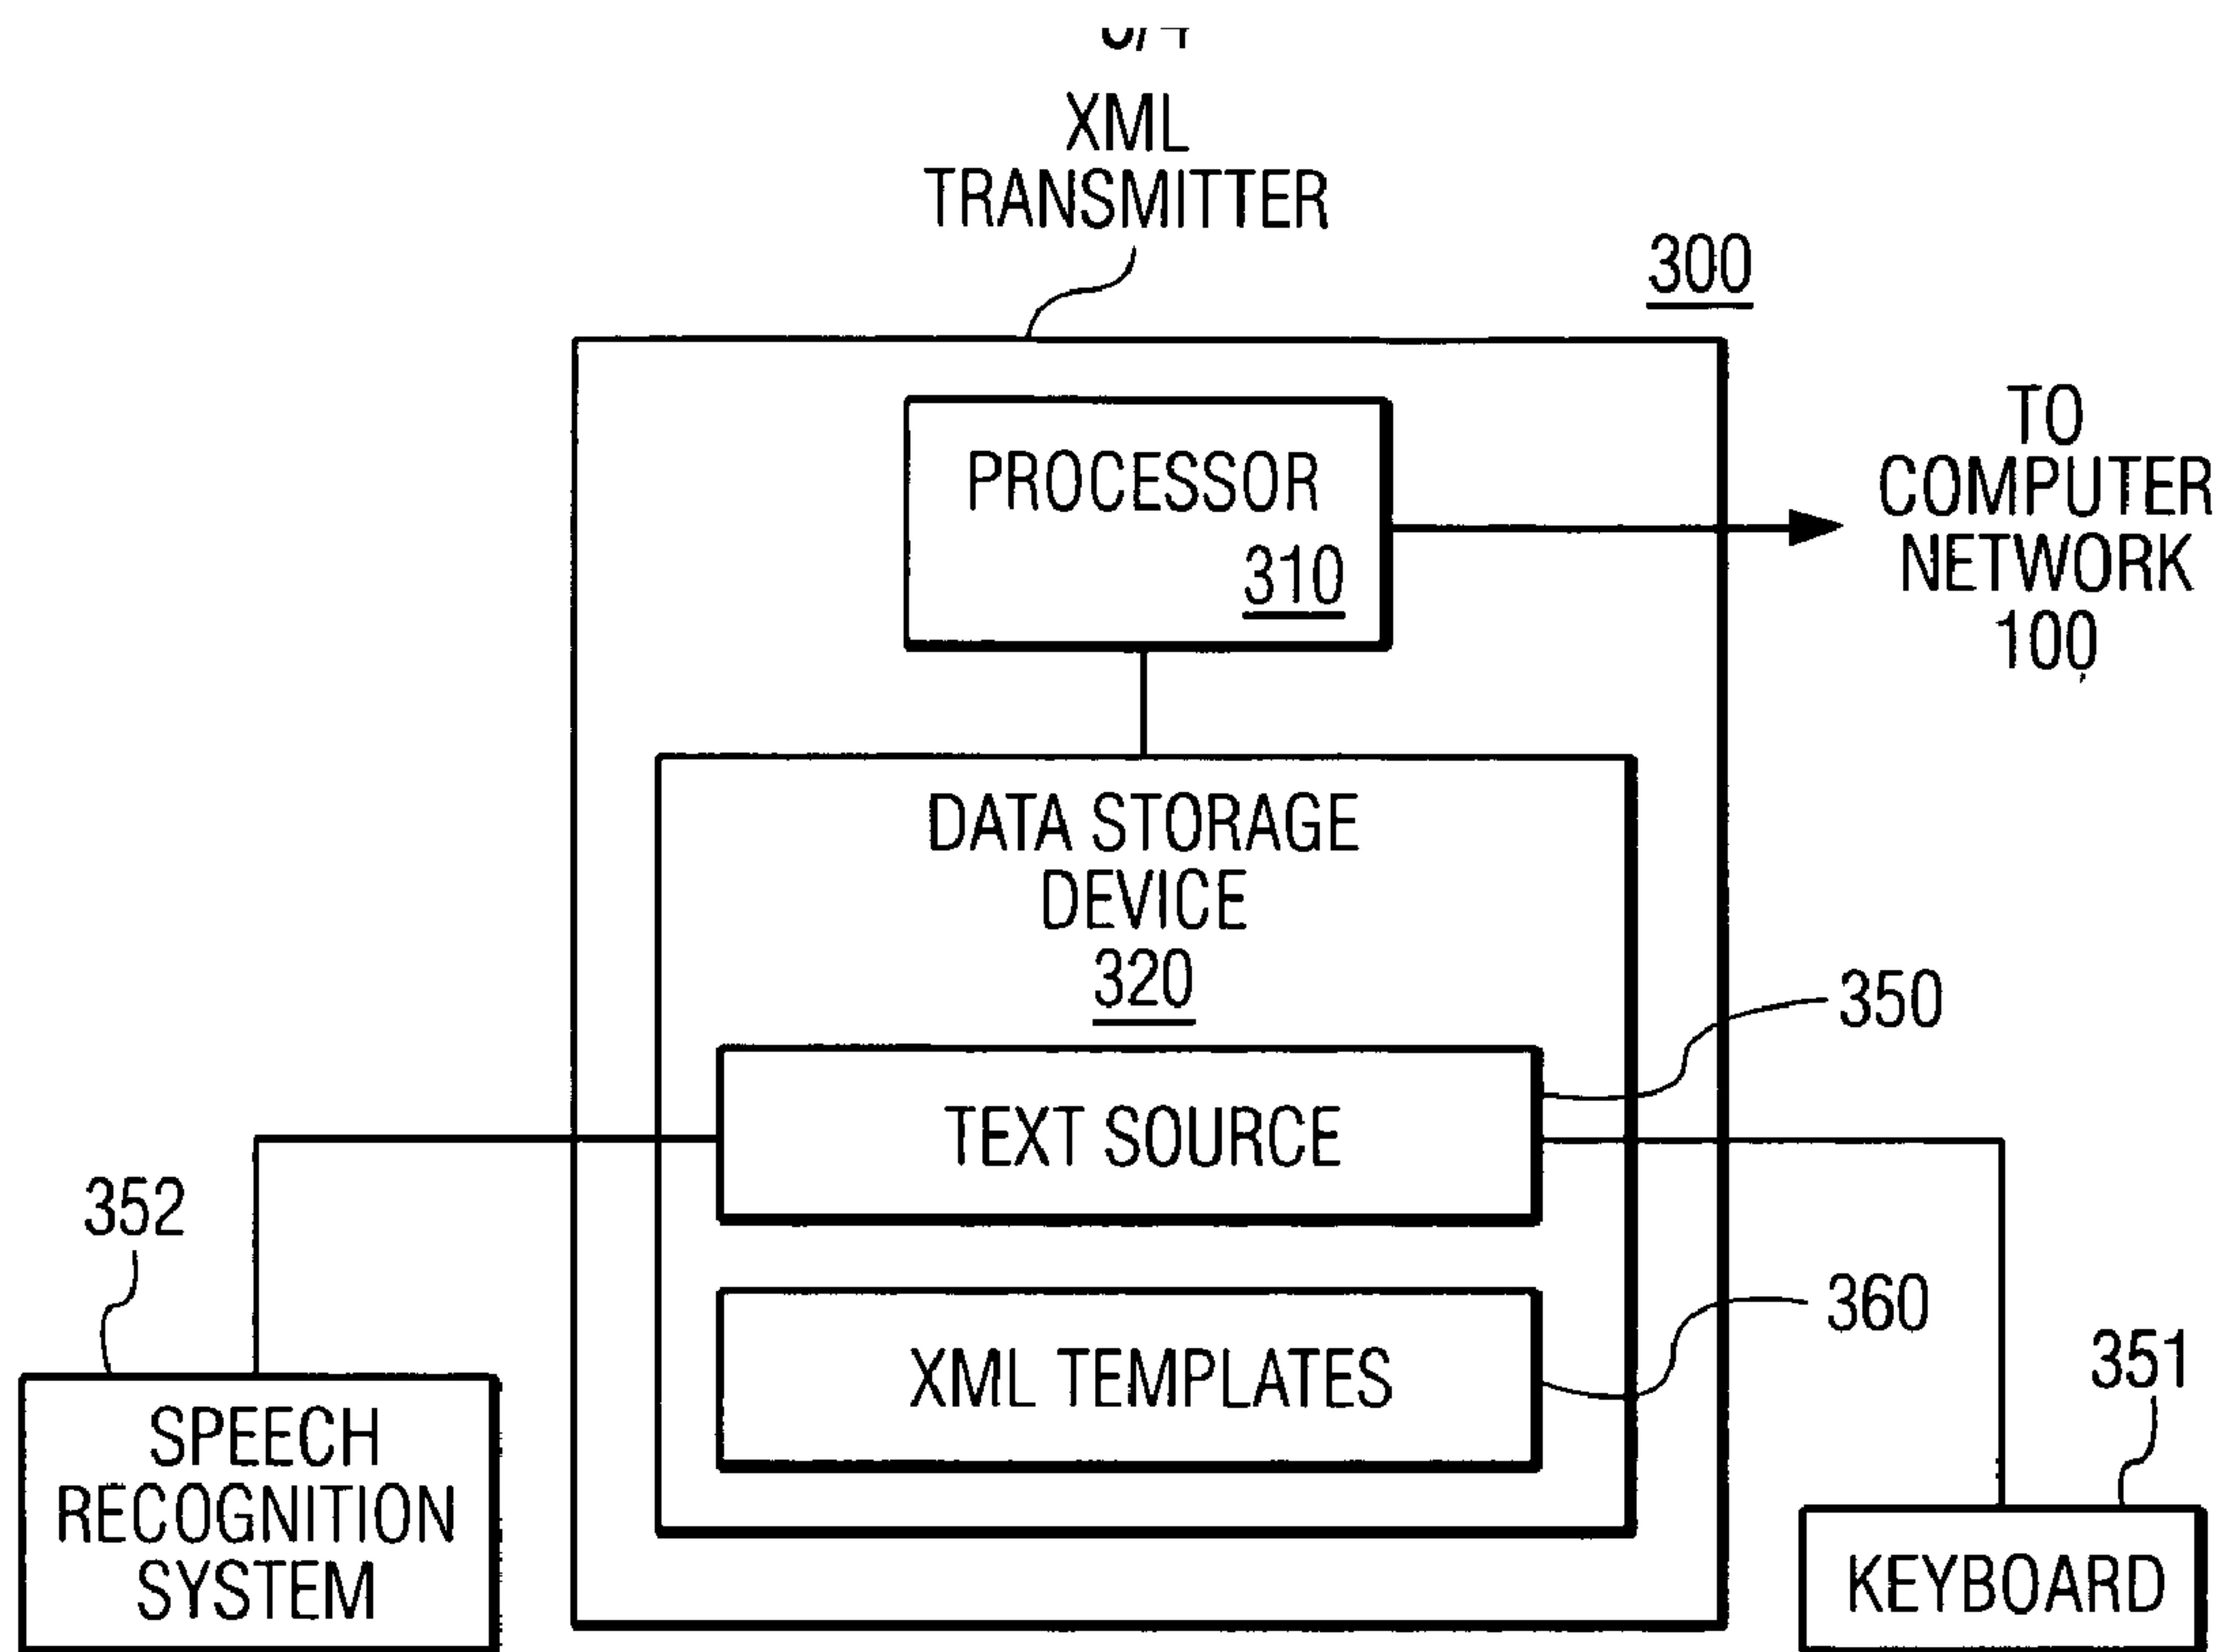 XML
TRANSMITTER
300
PROCESSOR
310
TO
COMPUTER
NETWORK
100
DATA STORAGE
DEVICE
320
350
TEXT SOURCE
352
360
XML TEMPLATES
351
SPEECH
RECOGNITION
SYSTEM
KEYBOARD